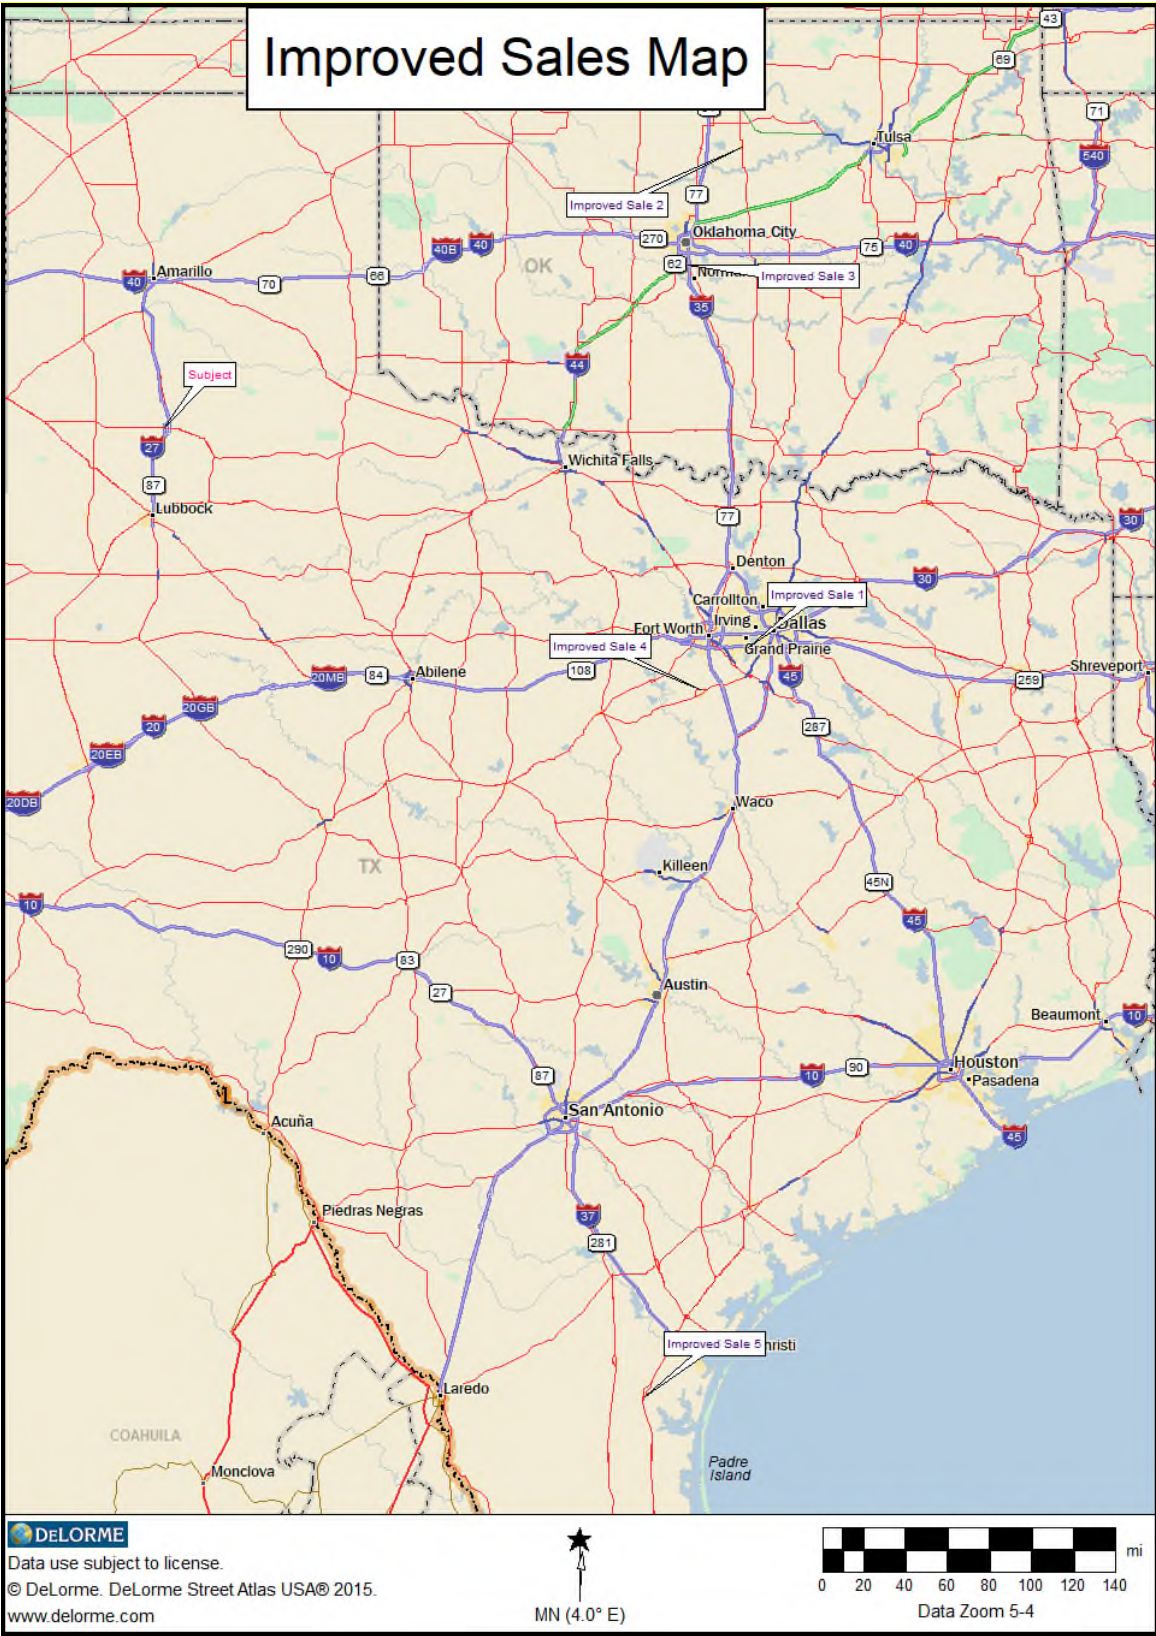 Improved Sales Map
43
69
71
Tulsa
540
Improved Sale 2
77
Oklahoma City
270
75
40
40B
40
OK
62
Improved Sale 3
Amarillo
40
70
66
35
44
Subject
27
Wichita Falls
87
Lubbock
77
30
Denton
30
Carrollton
Improved Sale 1
Irving
Dallas
Fort Worth
Improved Sale 4
Grand Prairie
Shreveport
Abilene
20MB
84
108
45
259
20GB
20
287
20EB
20DB
Waco
TX
Killeen
45N
10
45
290
10
83
27
Austin
Beaumont
10
Houston
87
10
90
Pasadena
San Antonio
Acuña
45
Piedras Negras
37
281
Improved Sale 5
hristi
Laredo
COAHUILA
Monclova
Padre
Island
DELORME
Data use subject to license.
© DeLorme. DeLorme Street Atlas USA® 2015.
www.delorme.com
MN (4.0° E)
mi
0 20 40 60 80 100 120 140
Data Zoom 5-4